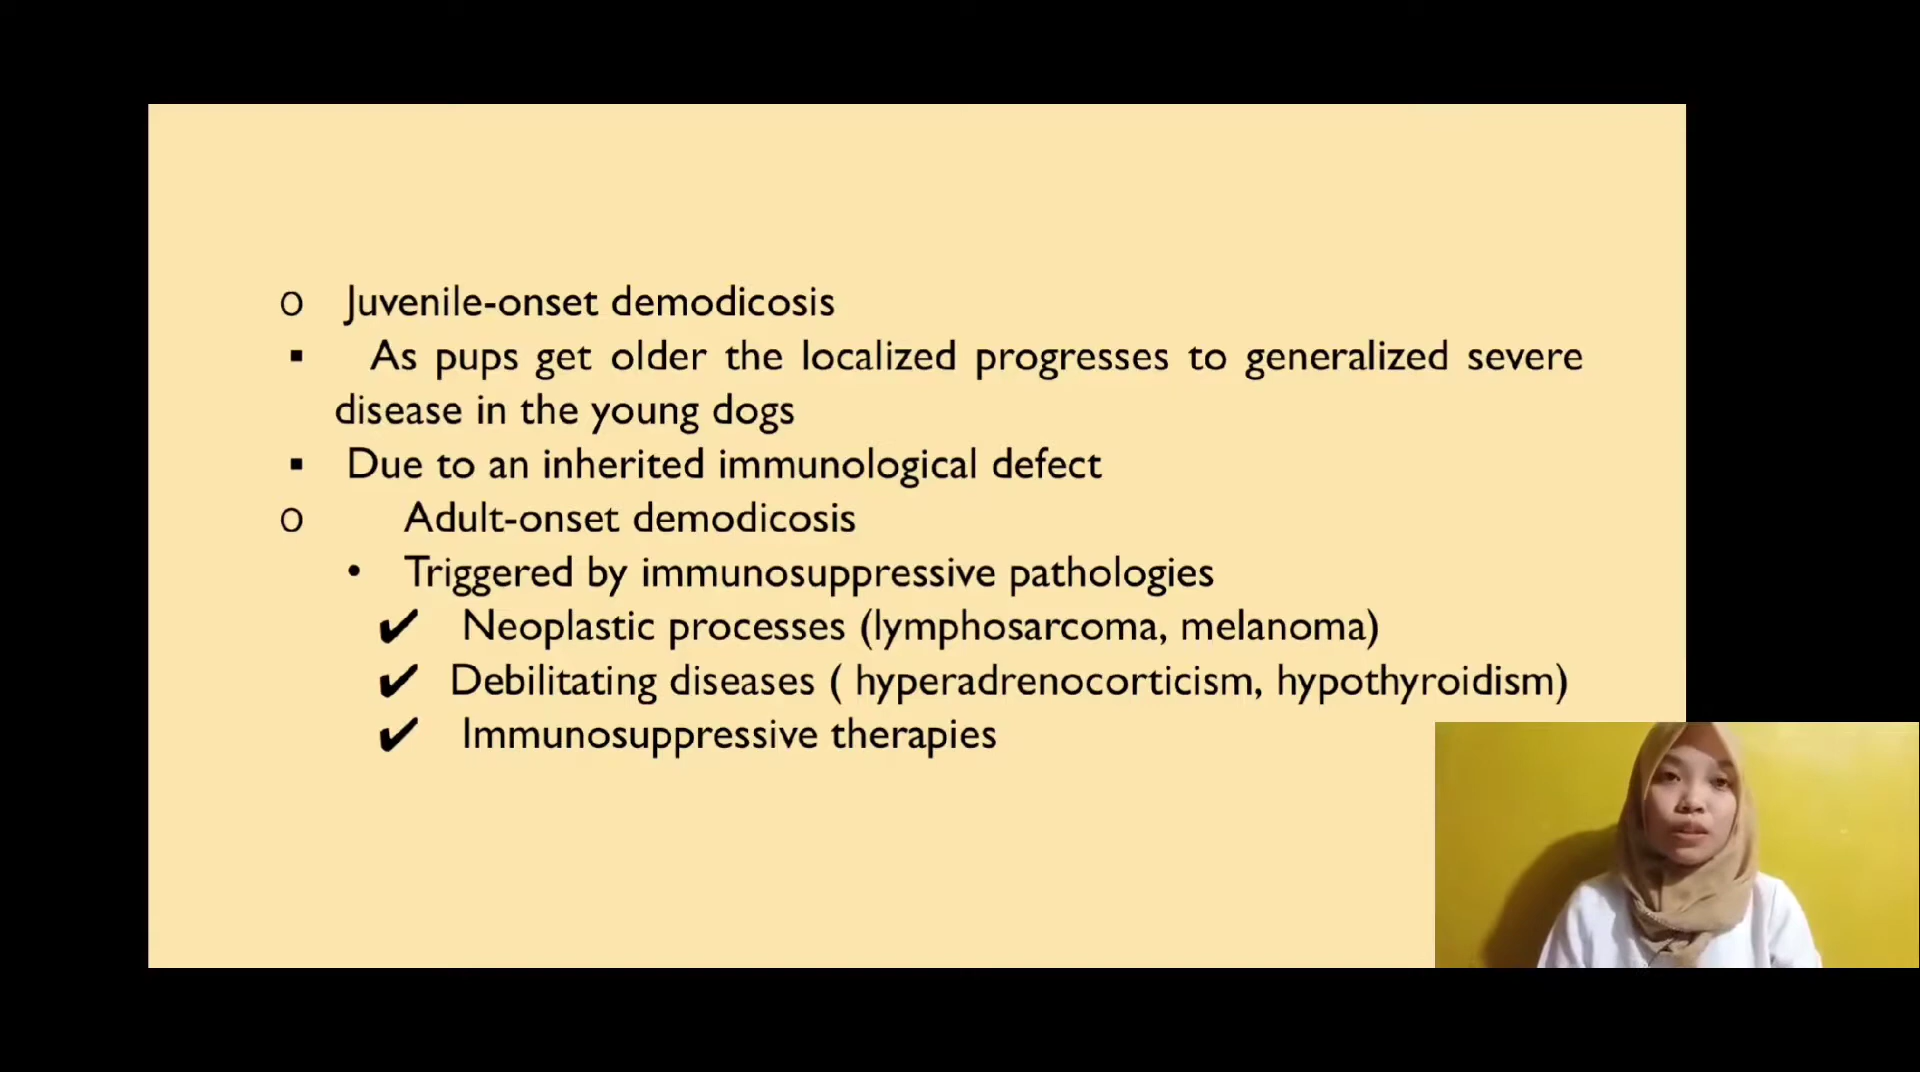 o Juvenile-onset demodicosis
▪ As pups get older the localized progresses to generalized severe
disease in the young dogs
▪ Due to an inherited immunological defect
o Adult-onset demodicosis
• Triggered by immunosuppressive pathologies
✔ Neoplastic processes (lymphosarcoma, melanoma)
✔ Debilitating diseases ( hyperadrenocorticism, hypothyroidism)
✔ Immunosuppressive therapies